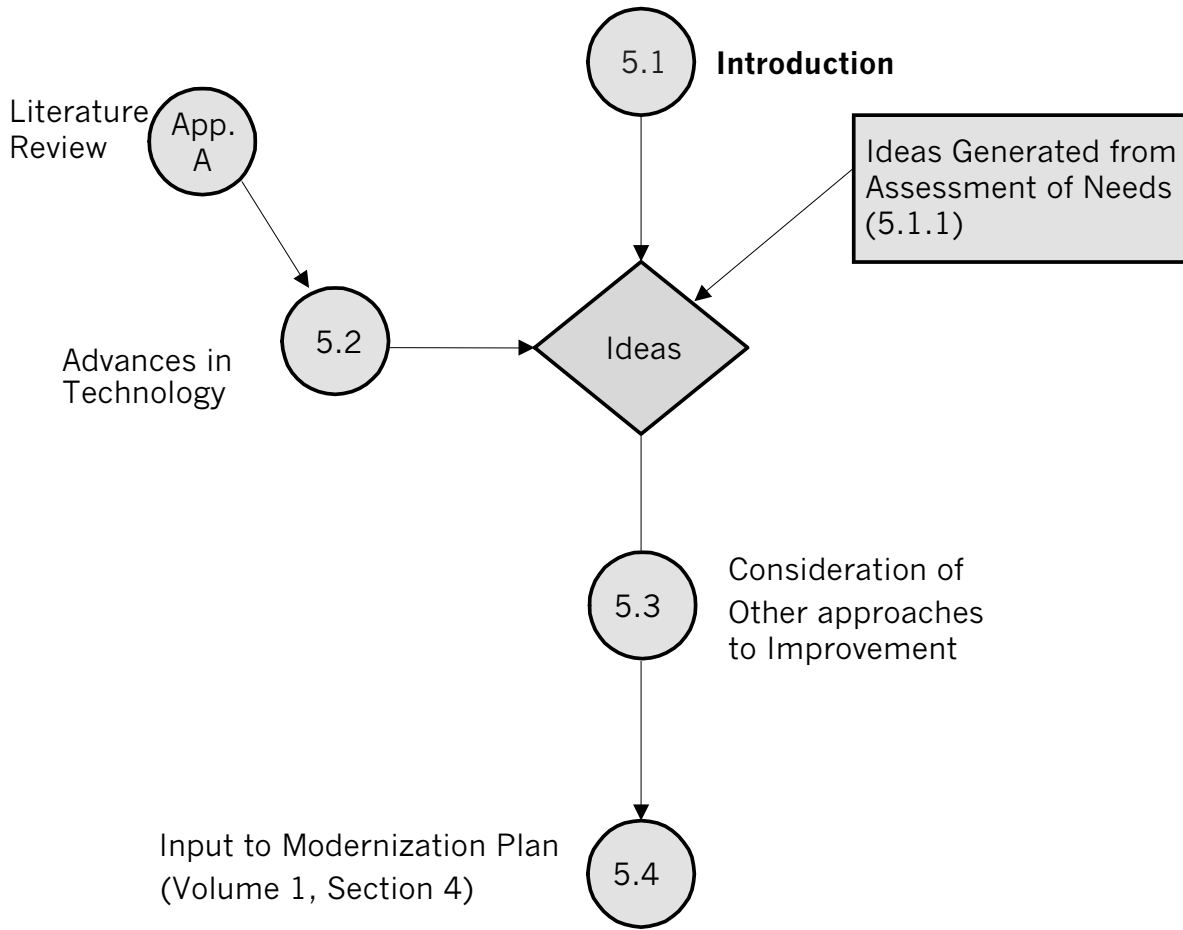 5.1
Introduction
Literature
Review
App.
A
Ideas Generated from
Assessment of Needs
(5.1.1)
5.2
Advances in
Technology
Ideas
5.3
Consideration of
Other approaches
to Improvement
Input to Modernization Plan
(Volume 1, Section 4)
5.4